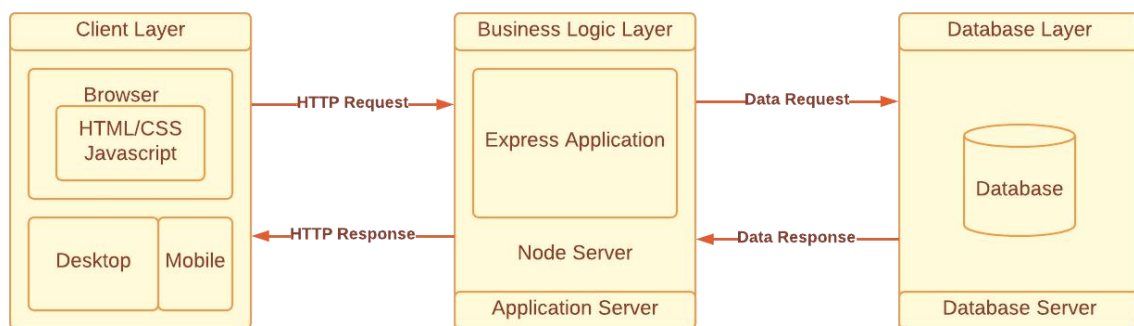 Client Layer
Browser
HTML/CSS
Javascript
Desktop
Mobile
HTTP Request
HTTP Response
Business Logic Layer
Express Application
Node Server
Application Server
Data Request
Data Response
Database Layer
Database
Database Server